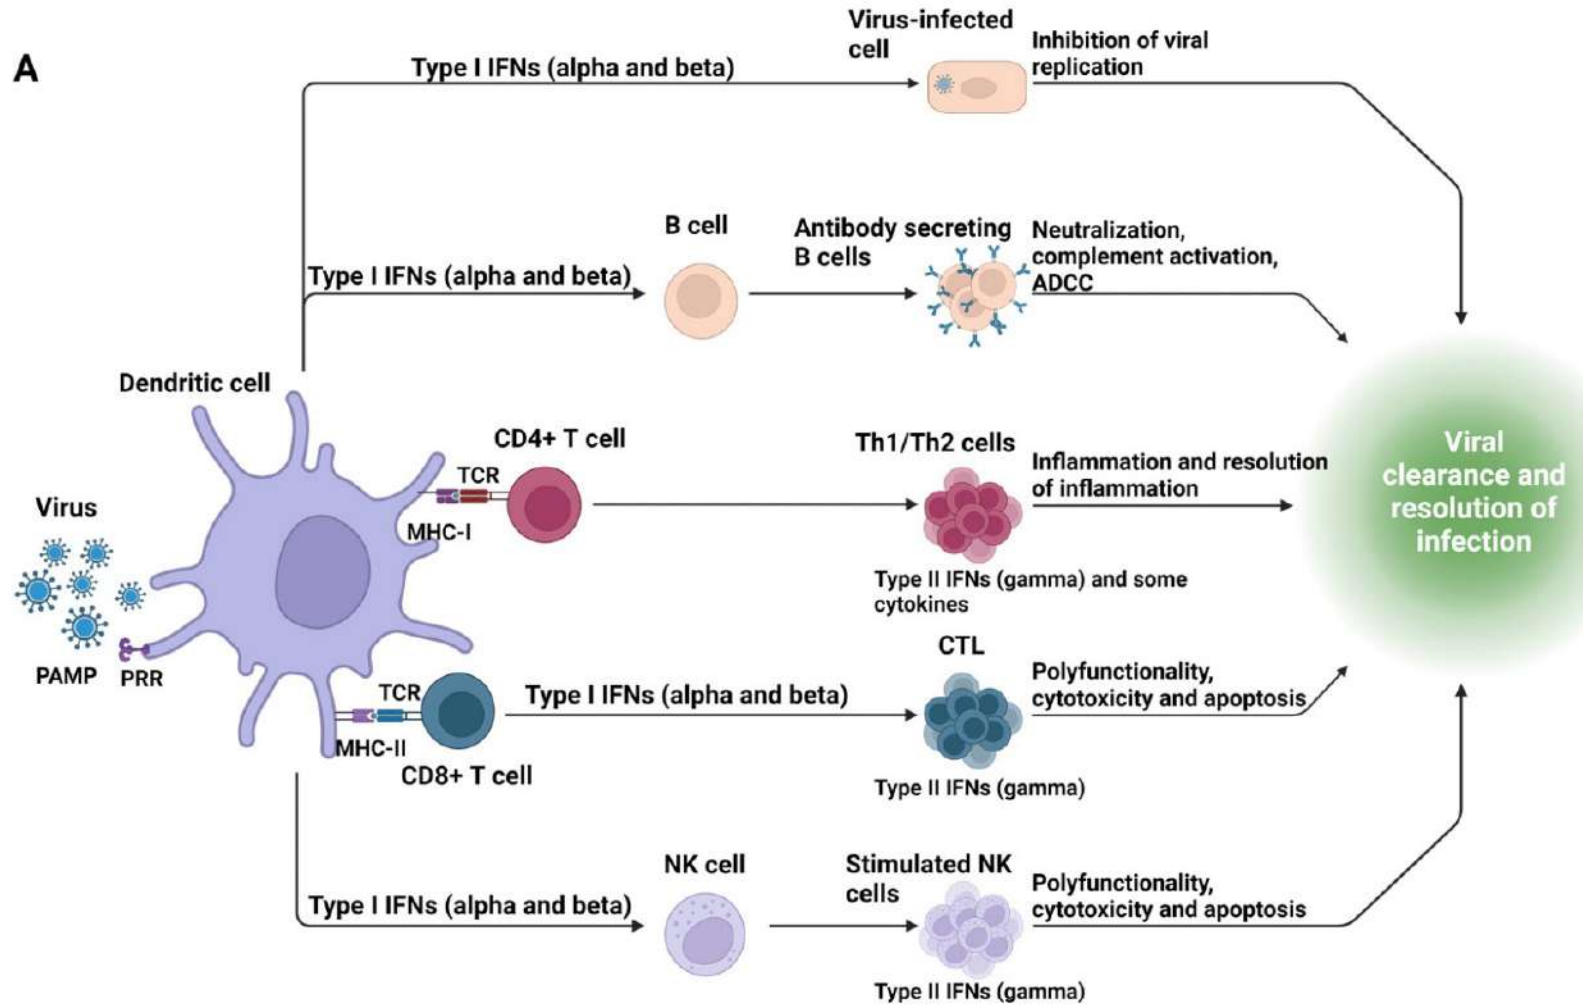 A
Type I IFNs (alpha and beta)
Virus-infected
cell
Inhibition of viral
replication
Type I IFNs (alpha and beta)
B cell
Antibody secreting
B cells
Neutralization,
complement activation,
ADCC
Dendritic cell
CD4+ T cell
TCR
MHC-I
Th1/Th2 cells
Inflammation and resolution
of inflammation
Type II IFNs (gamma) and some
cytokines
Viral
clearance and
resolution of
infection
Virus
PAMP
PRR
TCR
MHC-II
CD8+ T cell
Type I IFNs (alpha and beta)
CTL
Polyfunctionality,
cytotoxicity and apoptosis
Type II IFNs (gamma)
Type I IFNs (alpha and beta)
NK cell
Stimulated NK
cells
Polyfunctionality,
cytotoxicity and apoptosis
Type II IFNs (gamma)